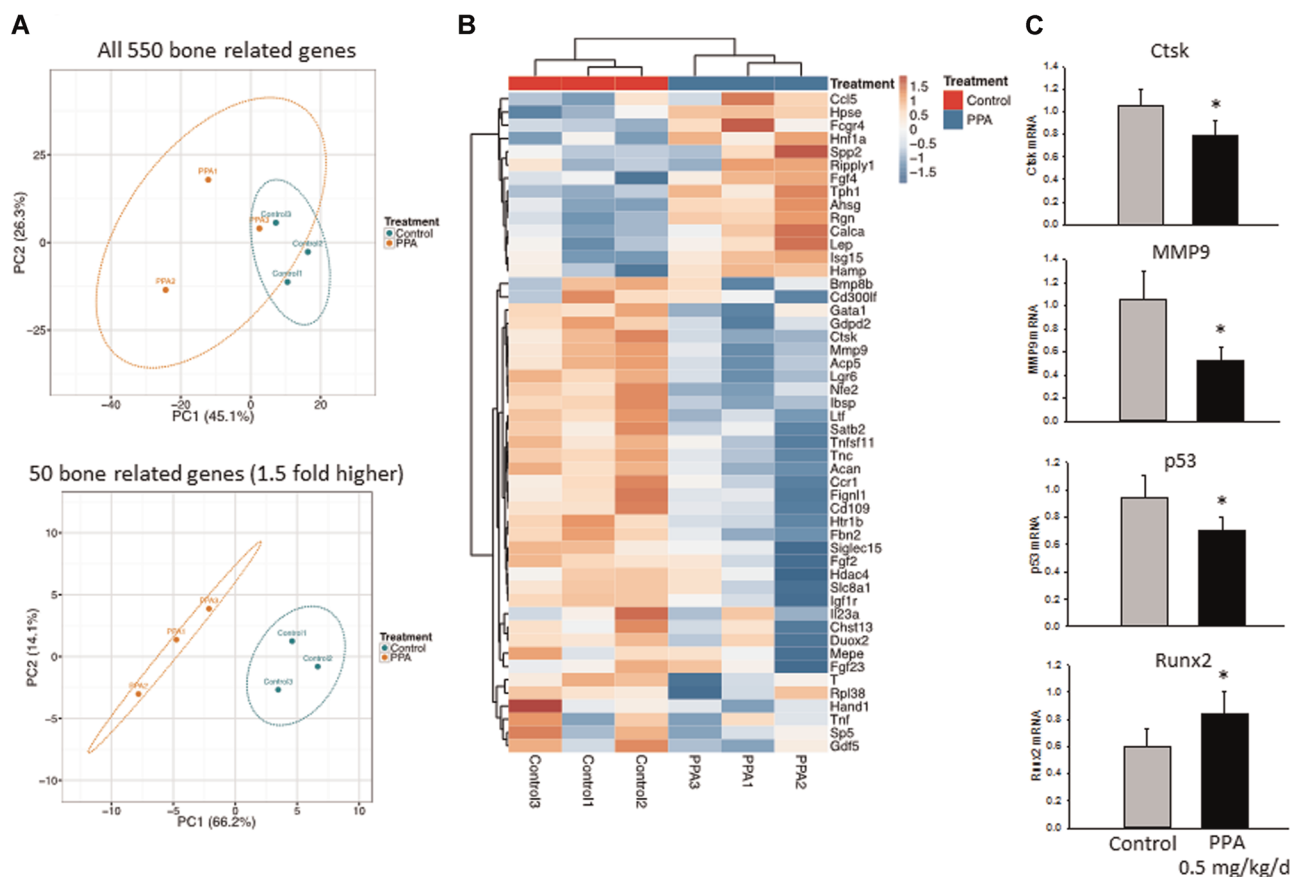 A
All 550 bone related genes
25
0
−25
PC2 (26.3%)
PPA1
PPA3
PPA2
Control3
Control2
Control1
−40
−20
0
20
PC1 (45.1%)
Treatment
Control
PPA
50 bone related genes (1.5 fold higher)
10
5
0
−5
−10
PC2 (14.1%)
PPA3
PPA1
PPA2
Control1
Control2
Control3
−10
−5
0
5
10
PC1 (66.2%)
Treatment
Control
PPA
B
Treatment
Ccl5
Hpse
Fcgr4
Hnf1a
Spp2
Ripply1
Fgf4
Tph1
Ahsg
Rgn
Calca
Lep
Isg15
Hamp
Bmp8b
Cd300lf
Gata1
Gdpd2
Ctsk
Mmp9
Acp5
Lgr6
Nfe2
Ibsp
Ltf
Satb2
Tnfsf11
Tnc
Acan
Ccr1
Fignl1
Cd109
Htr1b
Fbn2
Siglec15
Fgf2
Hdac4
Slc8a1
Igf1r
Il23a
Chst13
Duox2
Mepe
Fgf23
T
Rpl38
Hand1
Tnf
Sp5
Gdf5
Control3
Control1
Control2
PPA3
PPA1
PPA2
1.5
1
0.5
0
−0.5
−1
−1.5
Treatment
Control
PPA
C
Ctsk
1.4
1.2
1.0
0.8
0.6
0.4
0.2
0.0
Ctsk mRNA
*
MMP9
1.4
1.2
1.0
0.8
0.6
0.4
0.2
0.0
MMP9 mRNA
*
p53
1.2
1.0
0.8
0.6
0.4
0.2
0.0
p53 mRNA
*
Runx2
1.2
1.0
0.8
0.6
0.4
0.2
0.0
Runx2 mRNA
*
Control
PPA
0.5 mg/kg/d